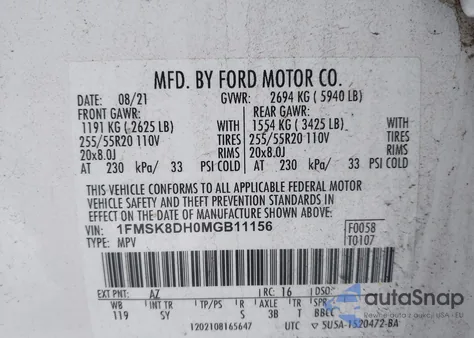 MFD. BY FORD MOTOR CO.
DATE: 08/21 GVWR: 2694 KG ( 5940 LB)
FRONT GAWR: REAR GAWR:
1191 KG ( 2625 LB) WITH 1554 KG ( 3425 LB) WITH
255/55R20 110V TIRES 255/55R20 110V TIRES
20x8.0J RIMS 20x8.0J RIMS
AT 230 kPa/ 33 PSI COLD AT 230 kPa/ 33 PSI COLD
THIS VEHICLE CONFORMS TO ALL APPLICABLE FEDERAL MOTOR
VEHICLE SAFETY AND THEFT PREVENTION STANDARDS IN
EFFECT ON THE DATE OF MANUFACTURE SHOWN ABOVE.
VIN: 1FMSK8DH0MGB11156 F0058
TYPE: MPV T0107
EXT PNT: AZ RC: 16 DSO:
WB INT TR TP/PS R AX TR SPR
119 SY S 3B T BBCC
12021081656​47 UTC 5U5A-1520472-BA
autoSnap